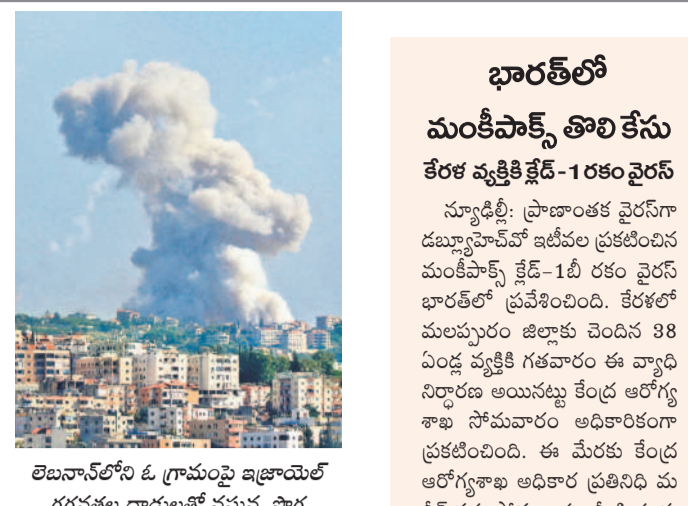 లెబనాన్‌లోని ఓ గ్రామంపై ఇజ్రాయెల్
భారత్‌లో
మంకీపాక్స్ తొలి కేసు
కేరళ వ్యక్తికి క్లేడ్-1 రకం వైరస్
న్యూఢిల్లీ: ప్రాణాంతక వైరస్‌గా
డబ్ల్యూహెచ్‌వో ఇటీవల ప్రకటించిన
మంకీపాక్స్ క్లేడ్-1బీ రకం వైరస్
భారత్‌లో ప్రవేశించింది. కేరళలో
మలప్పురం జిల్లాకు చెందిన 38
ఏండ్ల వ్యక్తికి గతవారం ఈ వ్యాధి
నిర్ధారణ అయినట్టు కేంద్ర ఆరోగ్య
శాఖ సోమవారం అధికారికంగా
ప్రకటించింది. ఈ మేరకు కేంద్ర
ఆరోగ్యశాఖ అధికార ప్రతినిధి మ